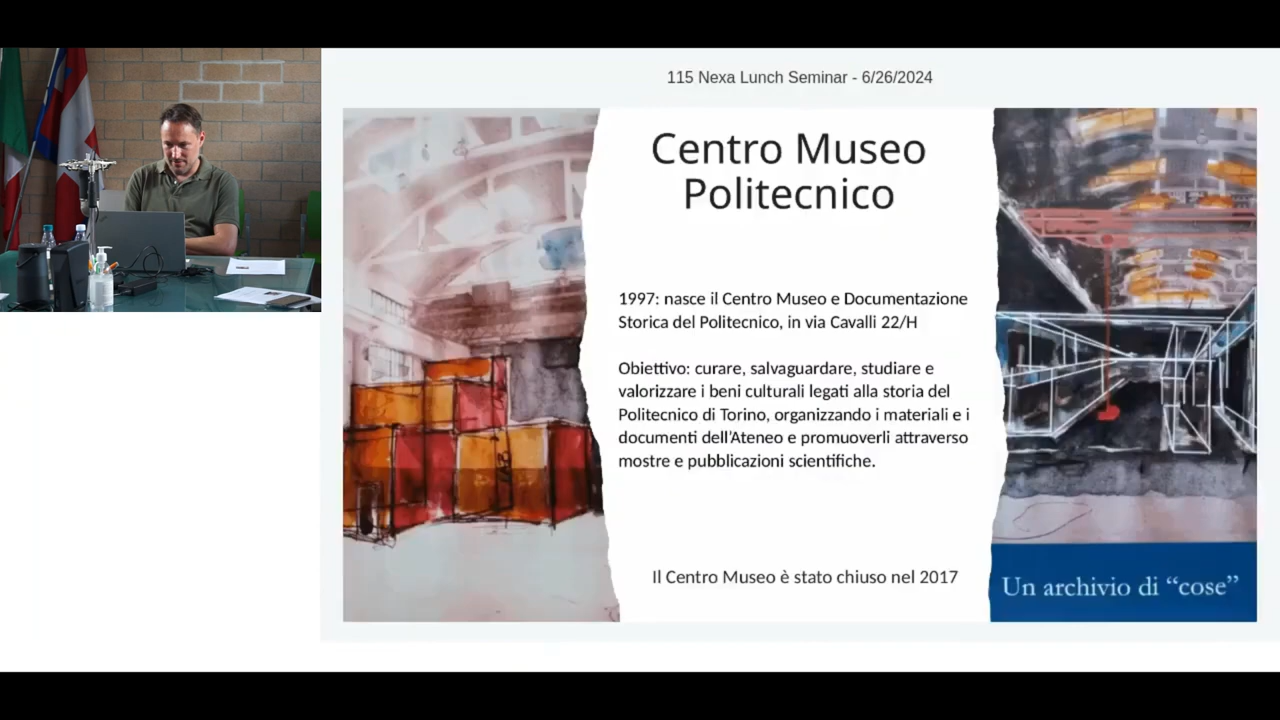 115 Nexa Lunch Seminar - 6/26/2024
Centro Museo
Politecnico
1997: nasce il Centro Museo e Documentazione
Storica del Politecnico, in via Cavalli 22/H
Obiettivo: curare, salvaguardare, studiare e
valorizzare i beni culturali legati alla storia del
Politecnico di Torino, organizzando i materiali e i
documenti dell'Ateneo e promuoverli attraverso
mostre e pubblicazioni scientifiche.
Il Centro Museo è stato chiuso nel 2017
Un archivio di “cose”